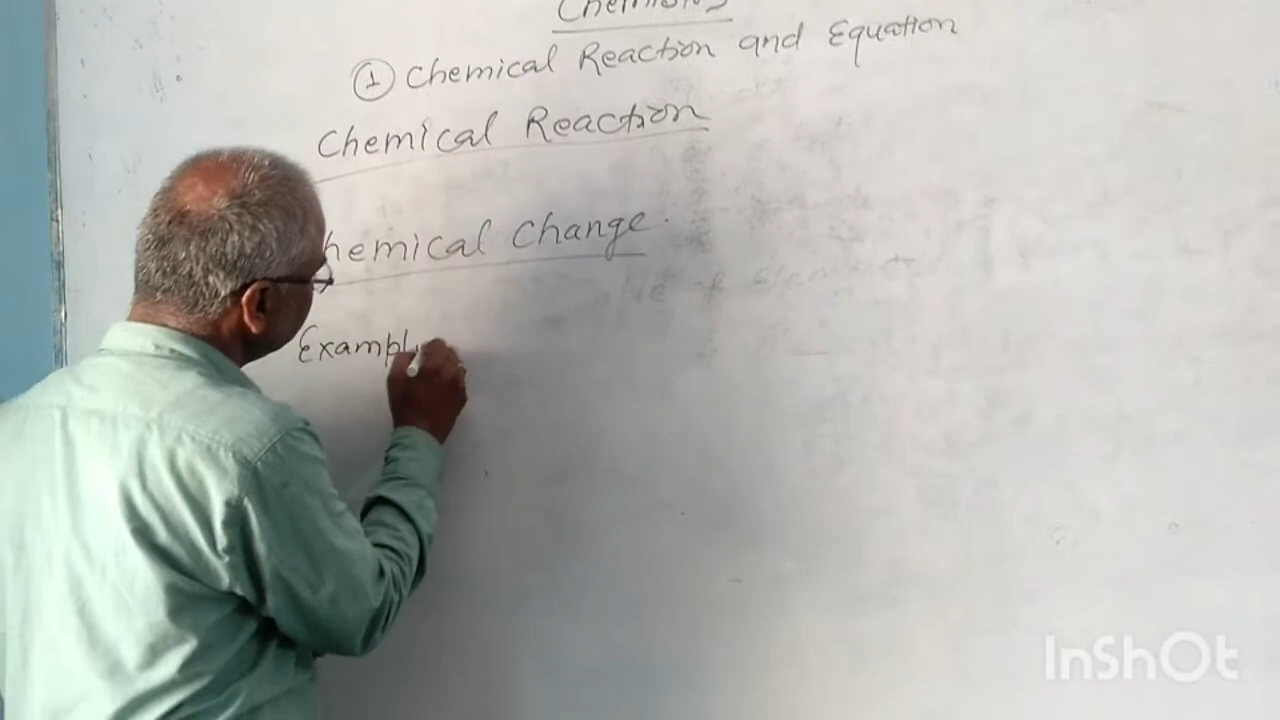 ① Chemical Reaction and Equation
Chemical Reaction
hemical Change.
Exampl
InShOt